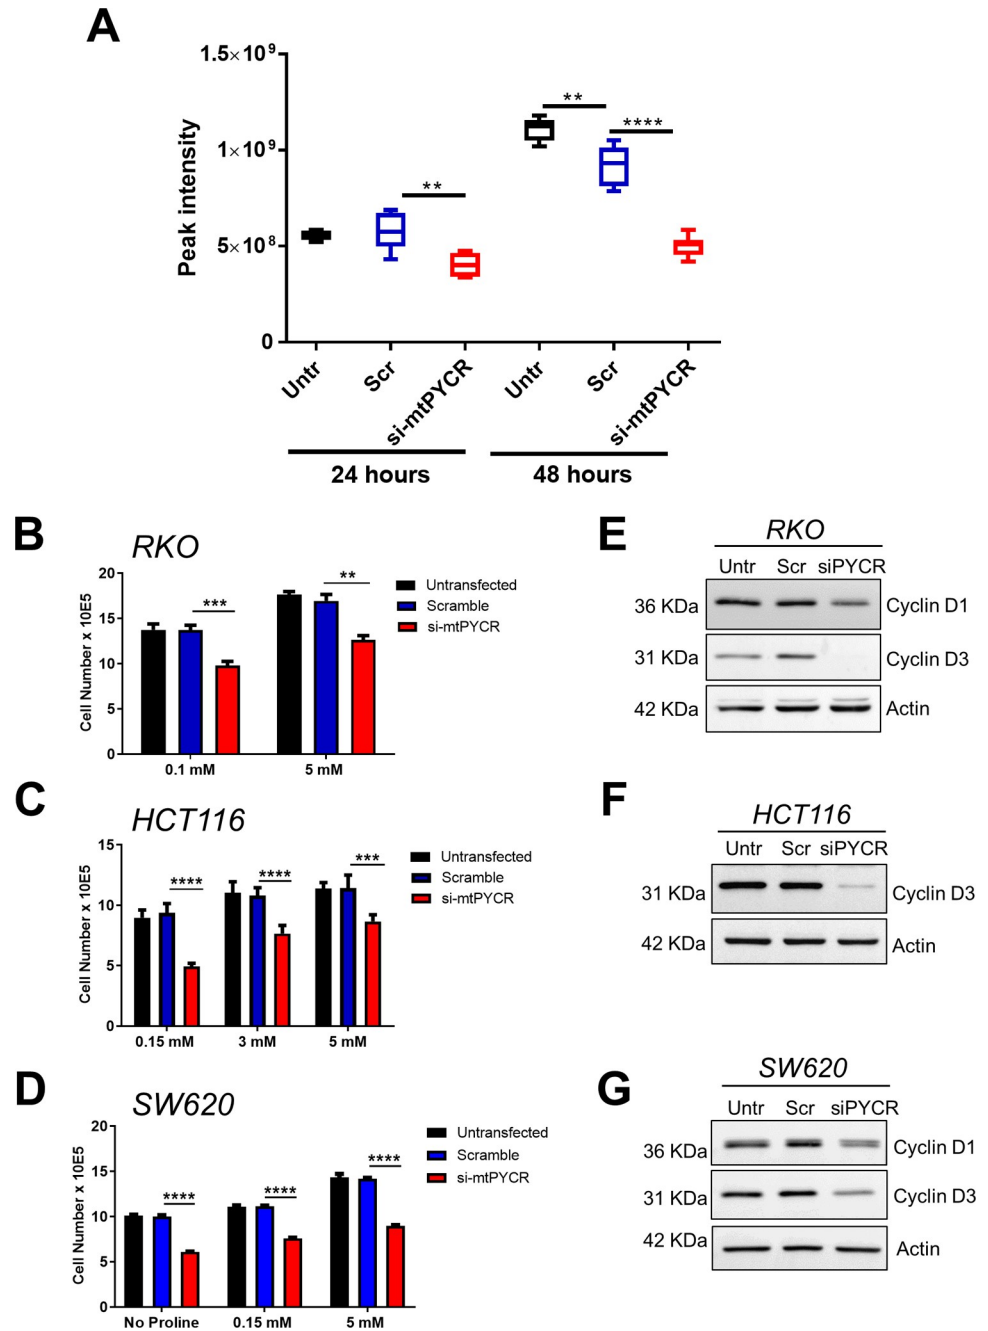 A
1.5×10⁹
1×10⁹
5×10⁸
0
Peak intensity
**
**
****
Untr
Scr
si-mtPYCR
Untr
Scr
si-mtPYCR
24 hours
48 hours
B
RKO
20
15
10
5
0
Cell Number x 10E5
***
**
0.1 mM
5 mM
Untransfected
Scramble
si-mtPYCR
C
HCT116
15
10
5
0
Cell Number x 10E5
****
****
***
0.15 mM
3 mM
5 mM
Untransfected
Scramble
si-mtPYCR
D
SW620
20
15
10
5
0
Cell Number x 10E5
****
****
****
No Proline
0.15 mM
5 mM
Untransfected
Scramble
si-mtPYCR
E
RKO
Untr Scr siPYCR
36 KDa Cyclin D1
31 KDa Cyclin D3
42 KDa Actin
F
HCT116
Untr Scr siPYCR
31 KDa Cyclin D3
42 KDa Actin
G
SW620
Untr Scr siPYCR
36 KDa Cyclin D1
31 KDa Cyclin D3
42 KDa Actin